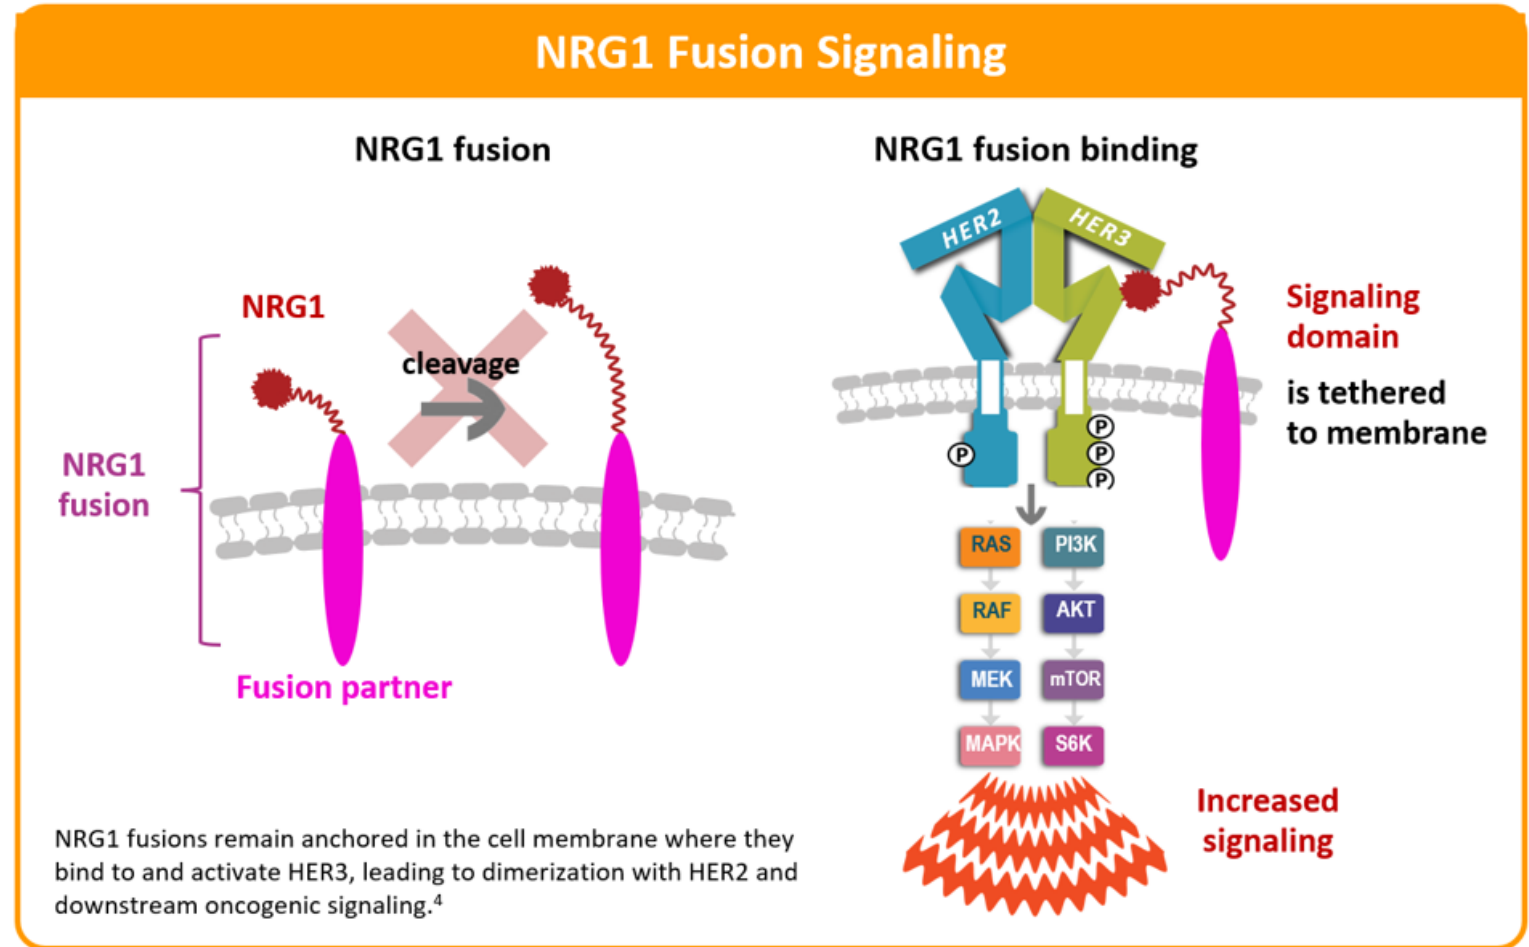 NRG1 Fusion Signaling
NRG1 fusion
NRG1
cleavage
NRG1
fusion
Fusion partner
NRG1 fusions remain anchored in the cell membrane where they
bind to and activate HER3, leading to dimerization with HER2 and
downstream oncogenic signaling.⁴
NRG1 fusion binding
HER2
HER3
Signaling
domain
is tethered
to membrane
P
P
P
P
RAS
PI3K
RAF
AKT
MEK
mTOR
MAPK
S6K
Increased
signaling